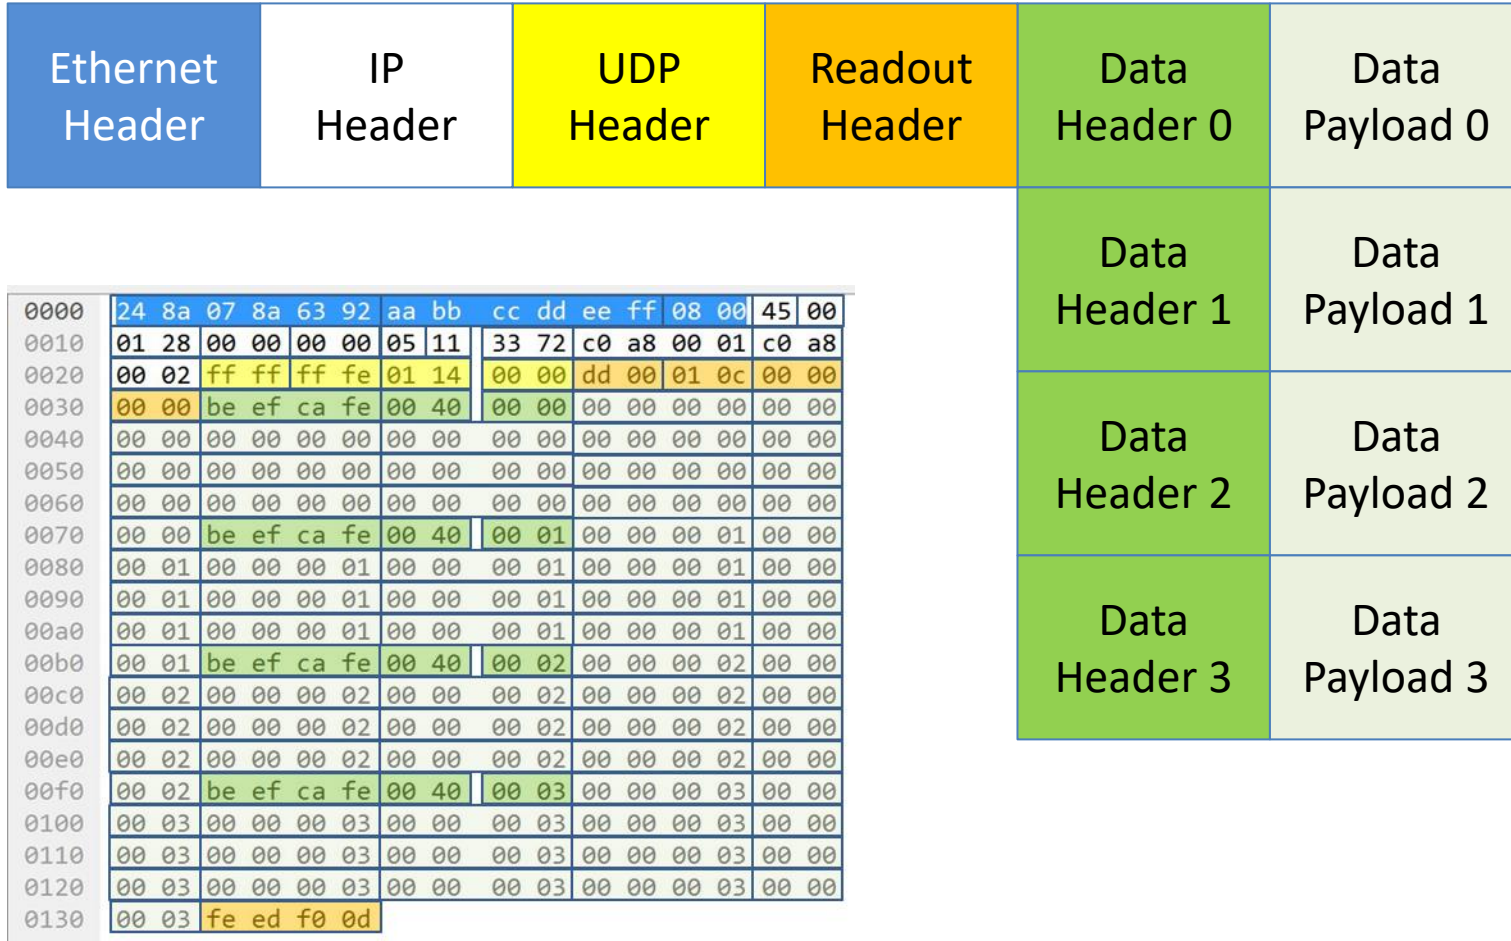 Ethernet Header
IP Header
UDP Header
Readout Header
Data Header 0
Data Payload 0
Data Header 1
Data Payload 1
Data Header 2
Data Payload 2
Data Header 3
Data Payload 3
0000 24 8a 07 8a 63 92 aa bb cc dd ee ff 08 00 45 00
0010 01 28 00 00 00 00 05 11 33 72 c0 a8 00 01 c0 a8
0020 00 02 ff ff ff fe 01 14 00 00 dd 00 01 0c 00 00
0030 00 00 be ef ca fe 00 40 00 00 00 00 00 00 00 00
0040 00 00 00 00 00 00 00 00 00 00 00 00 00 00 00 00
0050 00 00 00 00 00 00 00 00 00 00 00 00 00 00 00 00
0060 00 00 00 00 00 00 00 00 00 00 00 00 00 00 00 00
0070 00 00 be ef ca fe 00 40 00 01 00 00 00 01 00 00
0080 00 01 00 00 00 01 00 00 00 01 00 00 00 01 00 00
0090 00 01 00 00 00 01 00 00 00 01 00 00 00 01 00 00
00a0 00 01 00 00 00 01 00 00 00 01 00 00 00 01 00 00
00b0 00 01 be ef ca fe 00 40 00 02 00 00 00 02 00 00
00c0 00 02 00 00 00 02 00 00 00 02 00 00 00 02 00 00
00d0 00 02 00 00 00 02 00 00 00 02 00 00 00 02 00 00
00e0 00 02 00 00 00 02 00 00 00 02 00 00 00 02 00 00
00f0 00 02 be ef ca fe 00 40 00 03 00 00 00 03 00 00
0100 00 03 00 00 00 03 00 00 00 03 00 00 00 03 00 00
0110 00 03 00 00 00 03 00 00 00 03 00 00 00 03 00 00
0120 00 03 00 00 00 03 00 00 00 03 00 00 00 03 00 00
0130 00 03 fe ed f0 0d